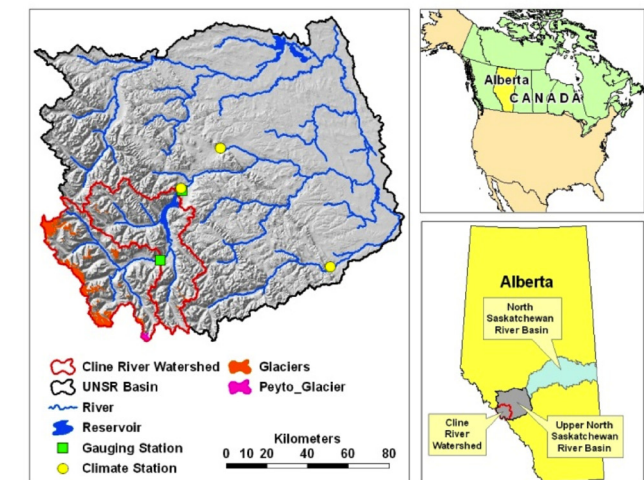 Cline River Watershed
UNSR Basin
River
Reservoir
Gauging Station
Climate Station
Glaciers
Peyto_Glacier
Kilometers
0 10 20 40 60 80
Alberta
CANADA
Alberta
North
Saskatchewan
River Basin
Cline
River
Watershed
Upper North
Saskatchewan
River Basin